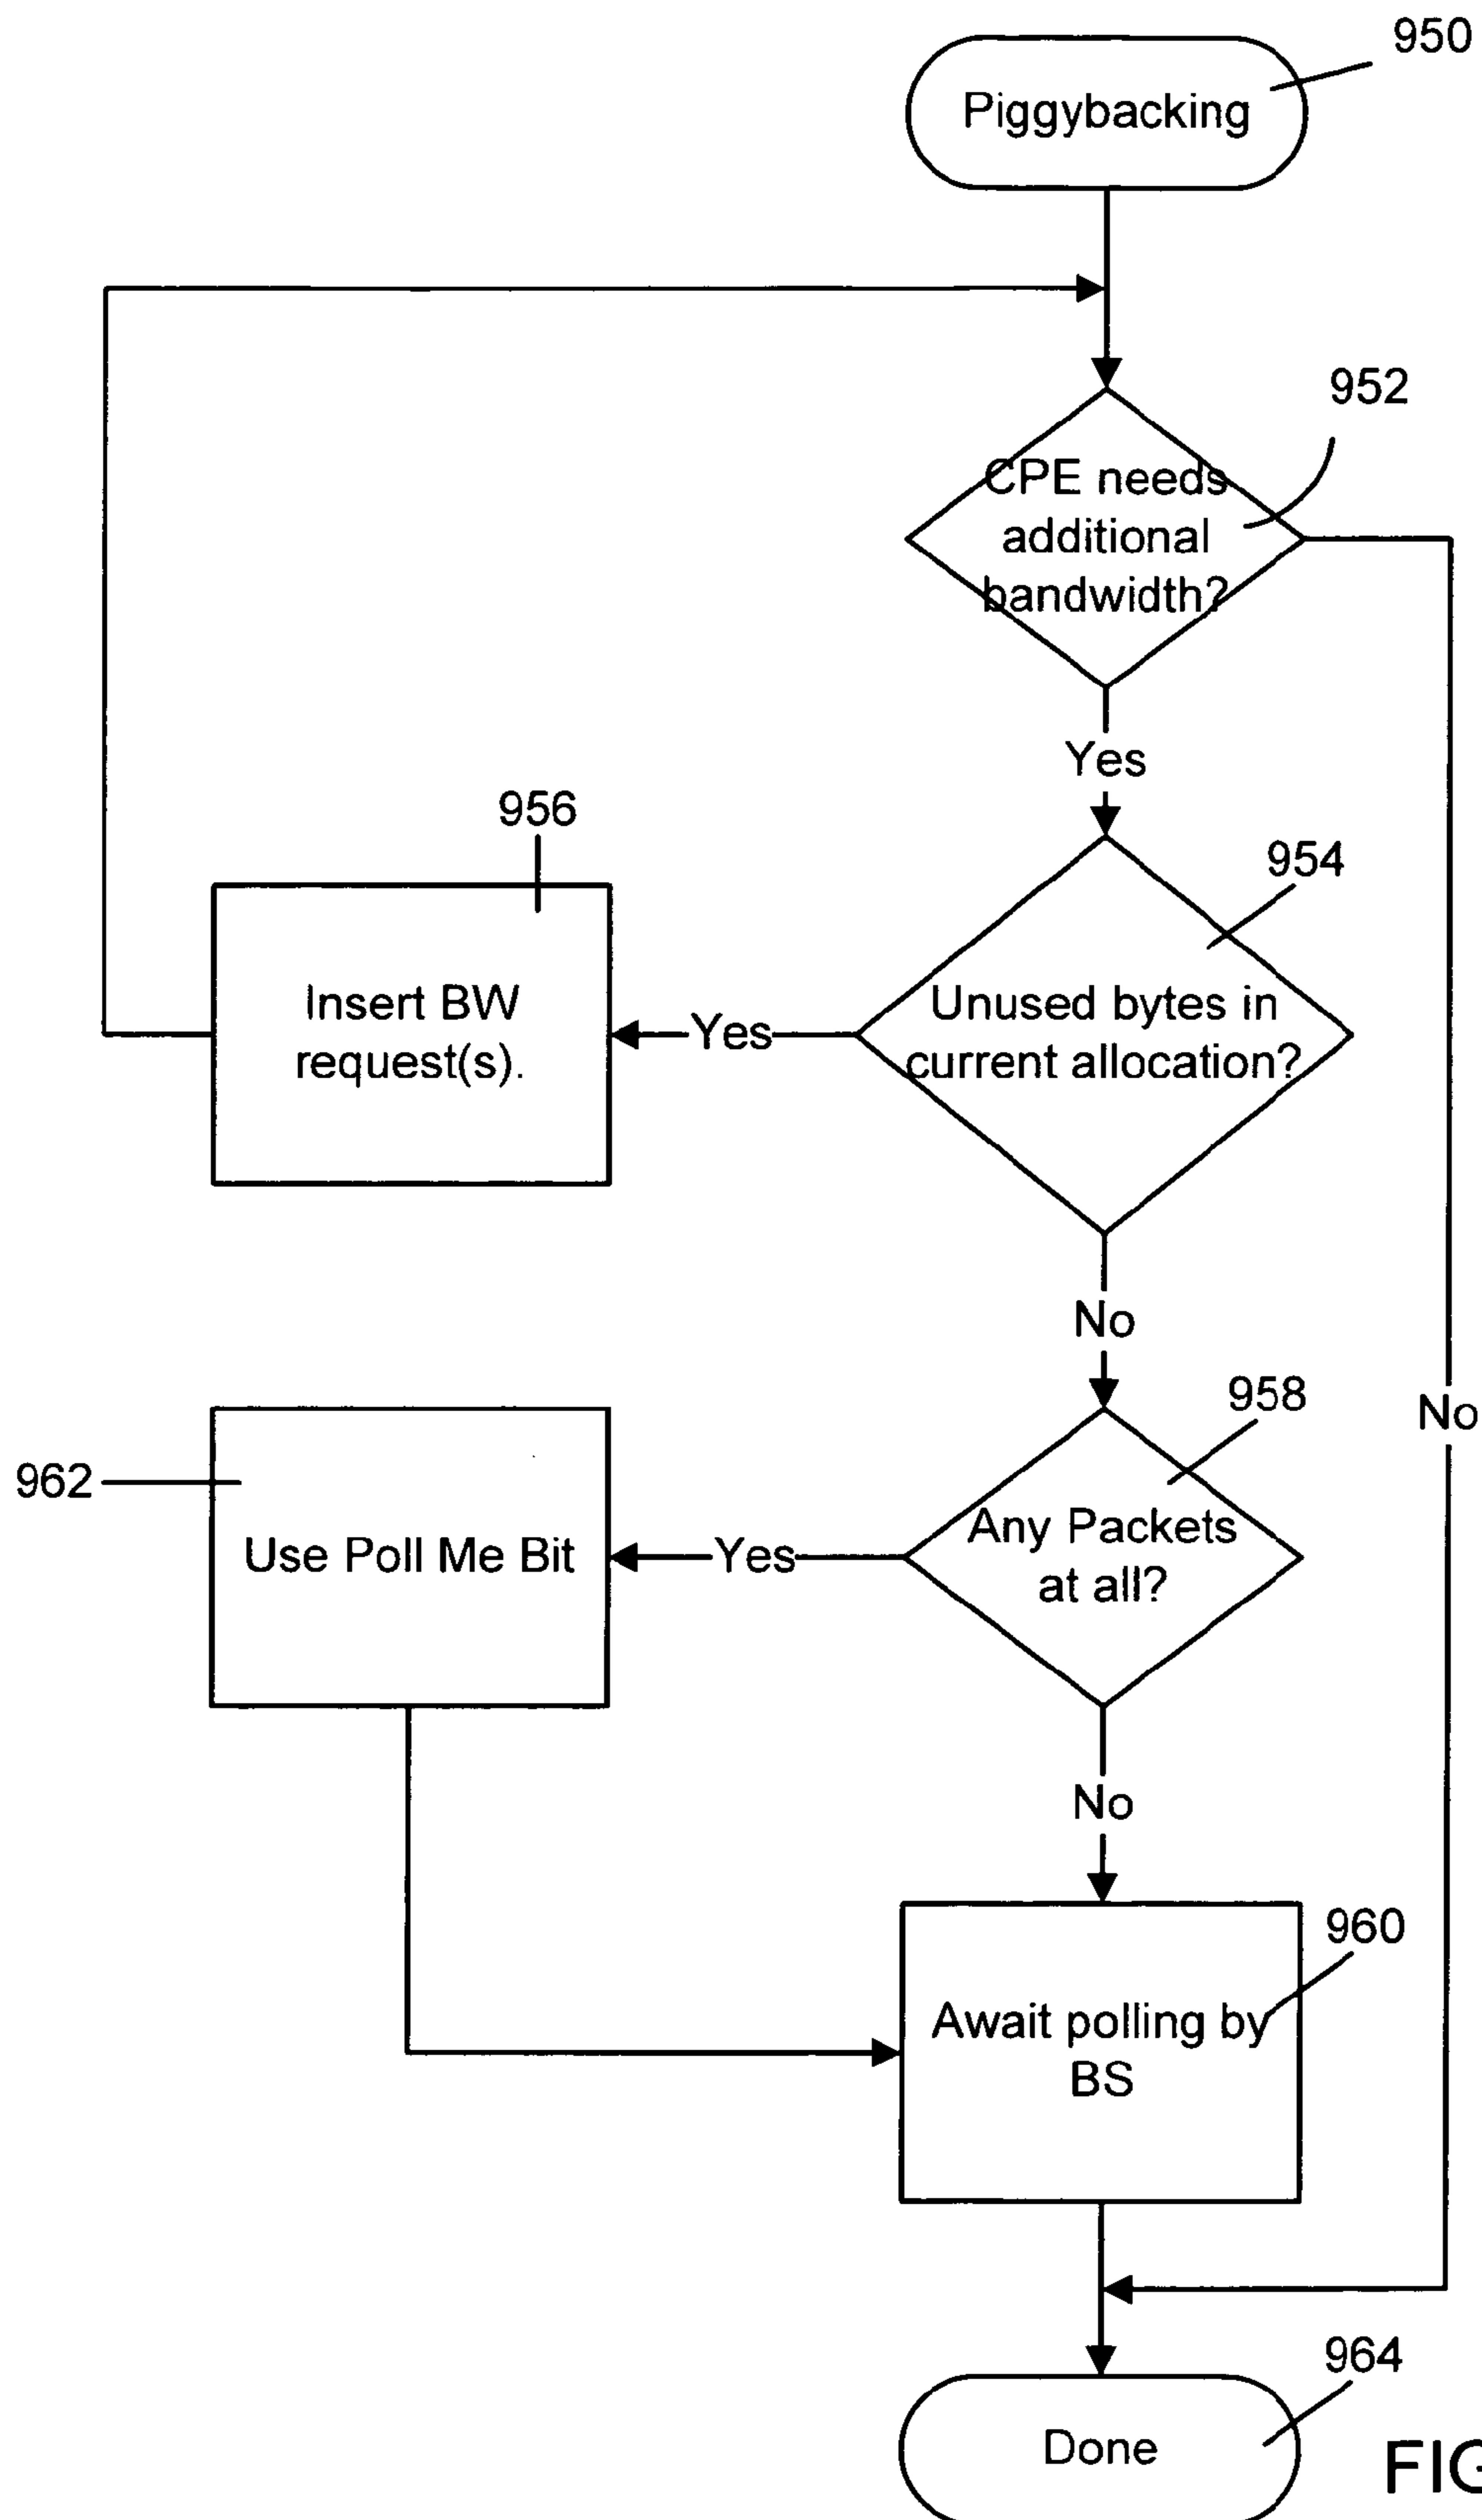 950
Piggybacking
952
CPE needs
additional
bandwidth?
Yes
956
954
Insert BW
request(s).
Yes
Unused bytes in
current allocation?
No
958
No
962
Use Poll Me Bit
Yes
Any Packets
at all?
No
960
Await polling by
BS
964
Done